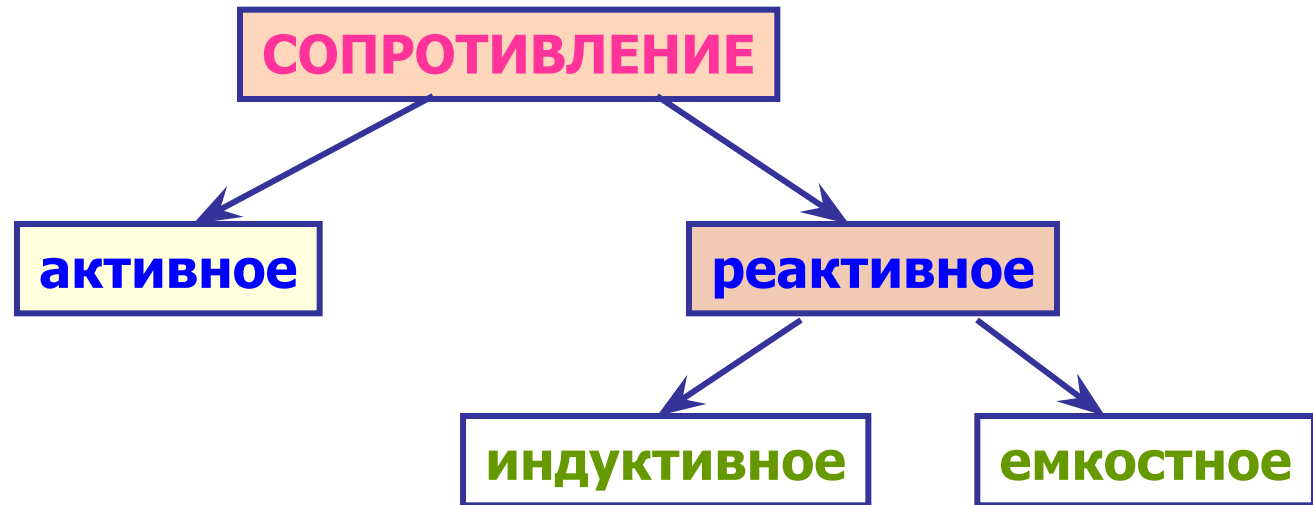 СОПРОТИВЛЕНИЕ
активное
реактивное
индуктивное
емкостное